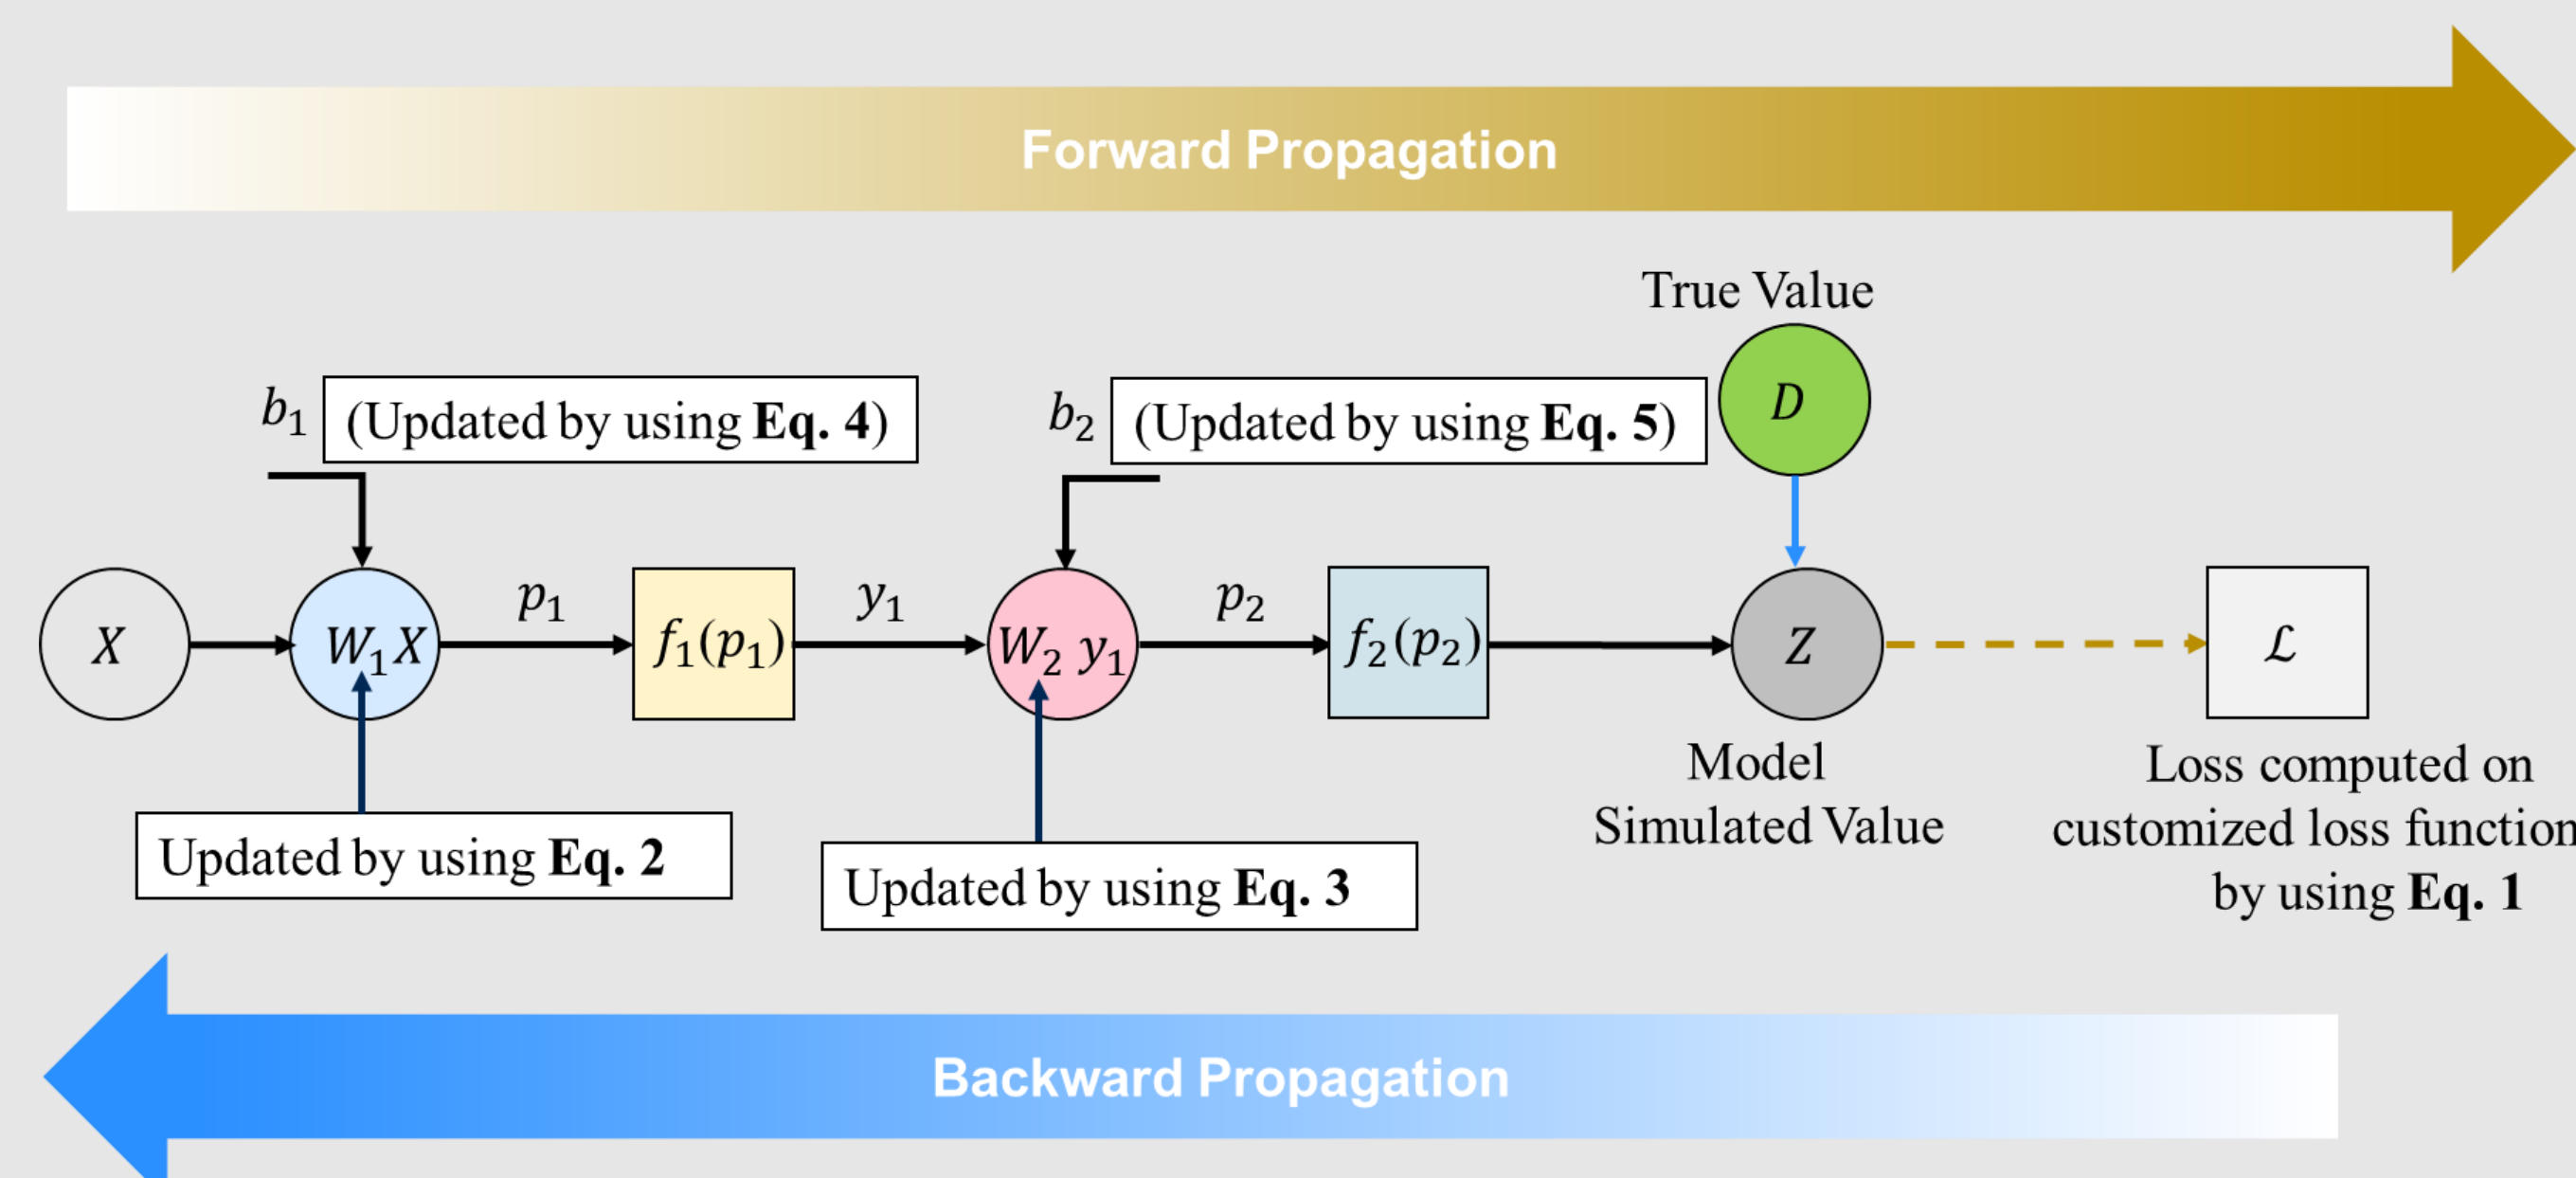 Forward Propagation
True Value
D
b₁ (Updated by using Eq. 4)
b₂ (Updated by using Eq. 5)
X
W₁X
p₁
f₁(p₁)
y₁
W₂ y₁
p₂
f₂(p₂)
Z
ℒ
Model
Simulated Value
Loss computed on
customized loss function
by using Eq. 1
Updated by using Eq. 2
Updated by using Eq. 3
Backward Propagation